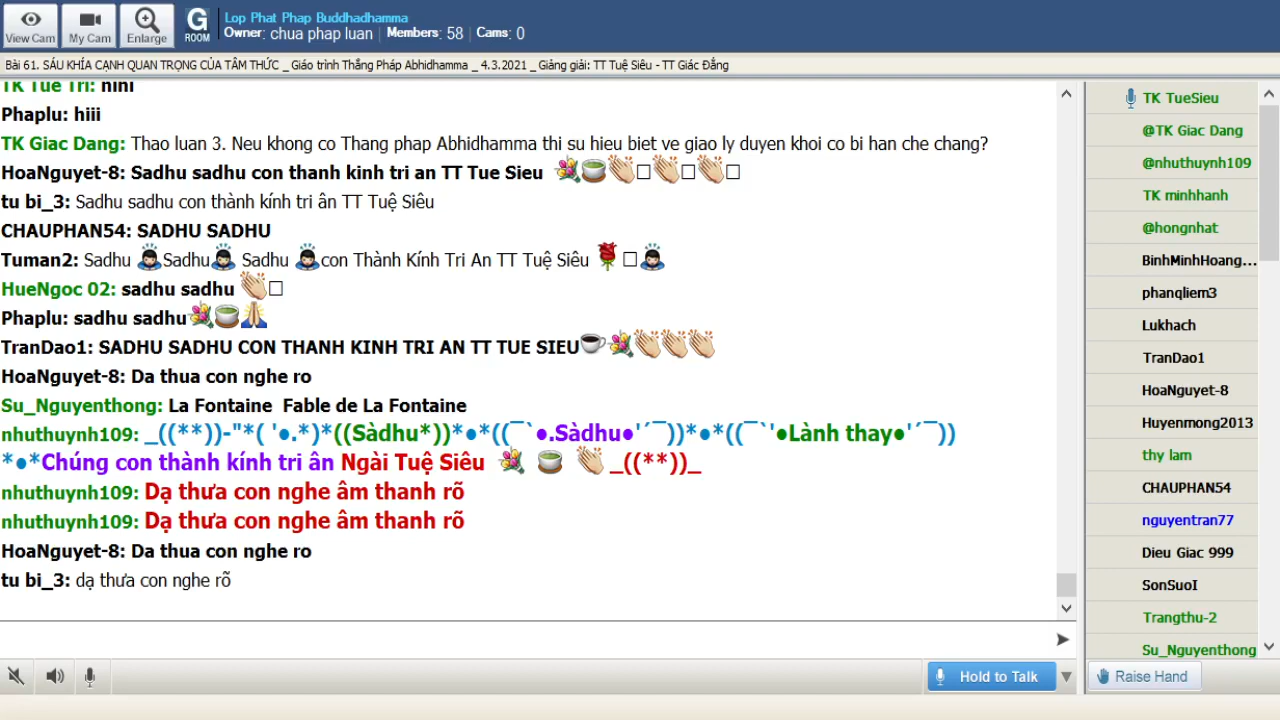 View Cam
My Cam
Enlarge
G
ROOM
Lop Phat Phap Buddhadhamma
Owner: chua phap luan | Members: 58 | Cams: 0
Bài 61. SÁU KHÍA CẠNH QUAN TRỌNG CỦA TÂM THỨC _ Giáo trình Thắng Pháp Abhidhamma _ 4.3.2021 _ Giảng giải: TT Tuệ Siêu - TT Giác Đẳng
TK Tue Tri: hihi
Phaplu: hiii
TK Giac Dang: Thao luan 3. Neu khong co Thang phap Abhidhamma thi su hieu biet ve giao ly duyen khoi co bi han che chang?
HoaNguyet-8: Sadhu sadhu con thanh kinh tri an TT Tue Sieu 💐🍵👏□👏□👏□
tu bi_3: Sadhu sadhu con thành kính tri ân TT Tuệ Siêu
CHAUPHAN54: SADHU SADHU
Tuman2: Sadhu 🙇Sadhu🙇 Sadhu 🙇con Thành Kính Tri An TT Tuệ Siêu 🌹□🙇
HueNgoc 02: sadhu sadhu 👏□
Phaplu: sadhu sadhu💐🍵🙏
TranDao1: SADHU SADHU CON THANH KINH TRI AN TT TUE SIEU☕💐👏👏👏
HoaNguyet-8: Da thua con nghe ro
Su_Nguyenthong: La Fontaine  Fable de La Fontaine
nhuthuynh109: _((**))-"*( '●.*)*((Sàdhu*))*●*((¯`●.Sàdhu●'´¯))*●*((¯`'●Lành thay●'´¯))
*●*Chúng con thành kính tri ân Ngài Tuệ Siêu 💐 🍵 👏 _((**))_
nhuthuynh109: Dạ thưa con nghe âm thanh rõ
nhuthuynh109: Dạ thưa con nghe âm thanh rõ
HoaNguyet-8: Da thua con nghe ro
tu bi_3: dạ thưa con nghe rõ
Hold to Talk
TK TueSieu
@TK Giac Dang
@nhuthuynh109
TK minhhanh
@hongnhat
BinhMinhHoang...
phanqliem3
Lukhach
TranDao1
HoaNguyet-8
Huyenmong2013
thy lam
CHAUPHAN54
nguyentran77
Dieu Giac 999
SonSuoI
Trangthu-2
Su_Nguyenthong
Raise Hand